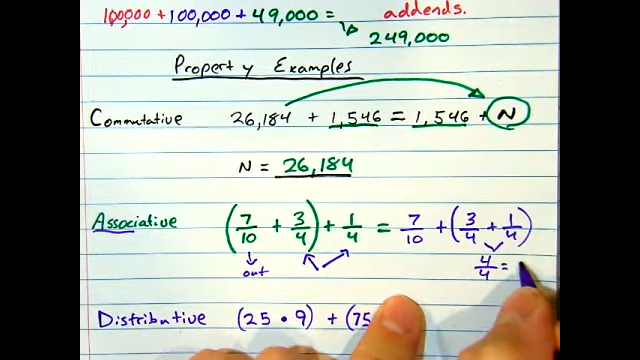 100,000 + 100,000 + 49,000 = addends.
249,000
Property Examples
Commutative 26,184 + 1,546 = 1,546 + N
N = 26,184
Associative (7/10 + 3/4) + 1/4 = 7/10 + (3/4 + 1/4)
out 4/4 =
Distributive (25 • 9) + (75